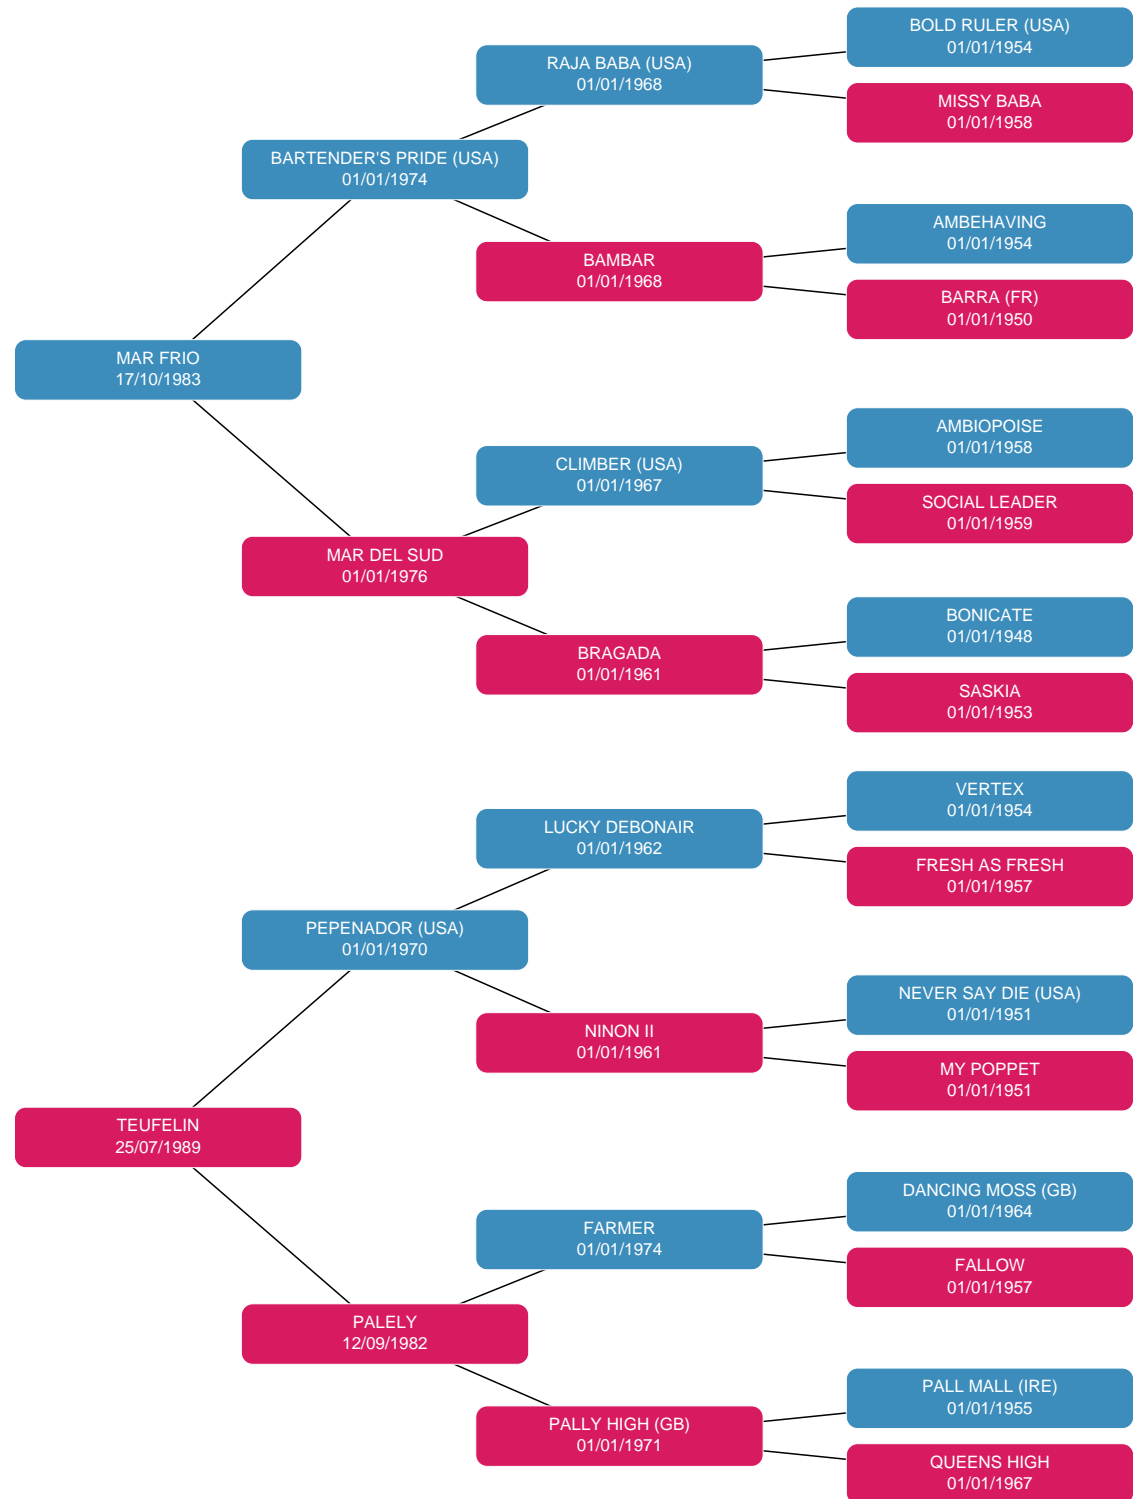 BOLD RULER (USA)
01/01/1954
RAJA BABA (USA)
01/01/1968
MISSY BABA
01/01/1958
BARTENDER'S PRIDE (USA)
01/01/1974
AMBEHAVING
01/01/1954
BAMBAR
01/01/1968
BARRA (FR)
01/01/1950
MAR FRIO
17/10/1983
AMBIOPOISE
01/01/1958
CLIMBER (USA)
01/01/1967
SOCIAL LEADER
01/01/1959
MAR DEL SUD
01/01/1976
BONICATE
01/01/1948
BRAGADA
01/01/1961
SASKIA
01/01/1953
VERTEX
01/01/1954
LUCKY DEBONAIR
01/01/1962
FRESH AS FRESH
01/01/1957
PEPENADOR (USA)
01/01/1970
NEVER SAY DIE (USA)
01/01/1951
NINON II
01/01/1961
MY POPPET
01/01/1951
TEUFELIN
25/07/1989
DANCING MOSS (GB)
01/01/1964
FARMER
01/01/1974
FALLOW
01/01/1957
PALELY
12/09/1982
PALL MALL (IRE)
01/01/1955
PALLY HIGH (GB)
01/01/1971
QUEENS HIGH
01/01/1967